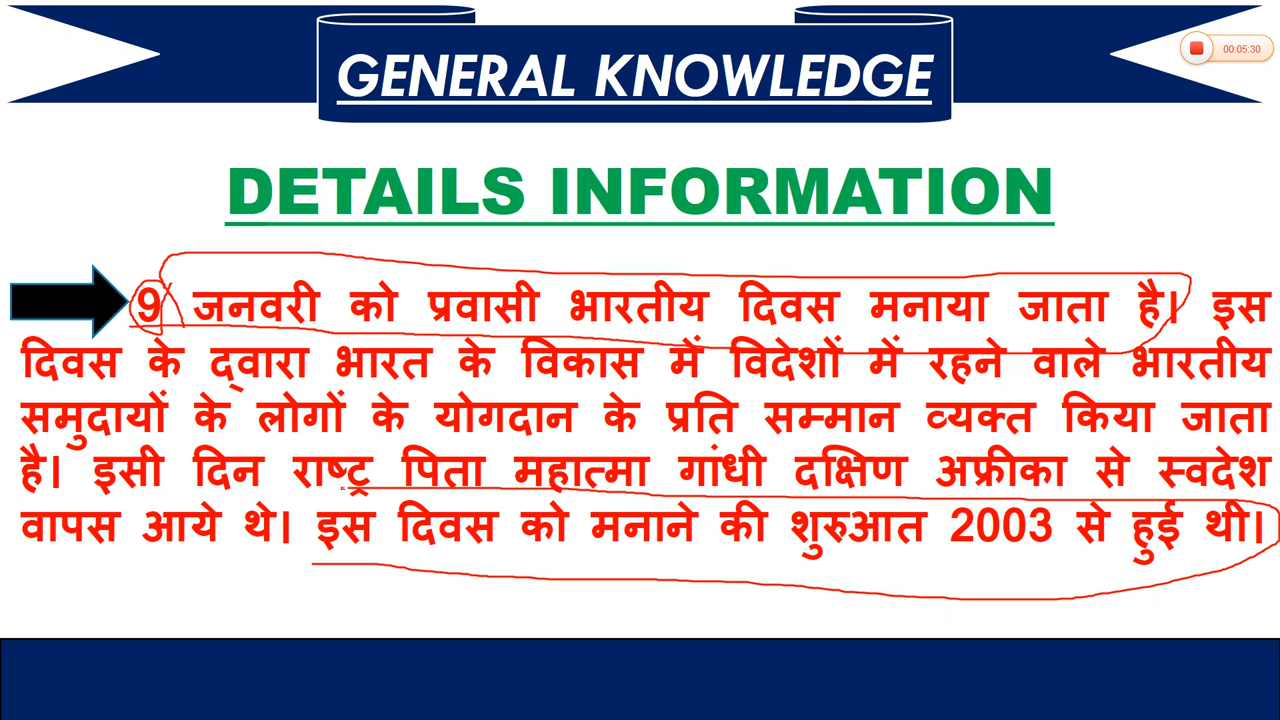 GENERAL KNOWLEDGE
00:05:30
DETAILS INFORMATION
9 जनवरी को प्रवासी भारतीय दिवस मनाया जाता है। इस
दिवस के द्वारा भारत के विकास में विदेशों में रहने वाले भारतीय
समुदायों के लोगों के योगदान के प्रति सम्मान व्यक्त किया जाता
है। इसी दिन राष्ट्र पिता महात्मा गांधी दक्षिण अफ्रीका से स्वदेश
वापस आये थे। इस दिवस को मनाने की शुरुआत 2003 से हुई थी।